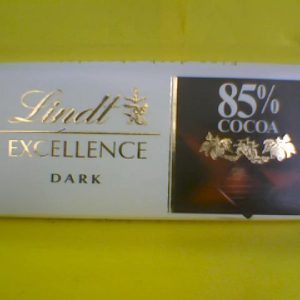 Lindt
EXCELLENCE
DARK
85%
COCOA